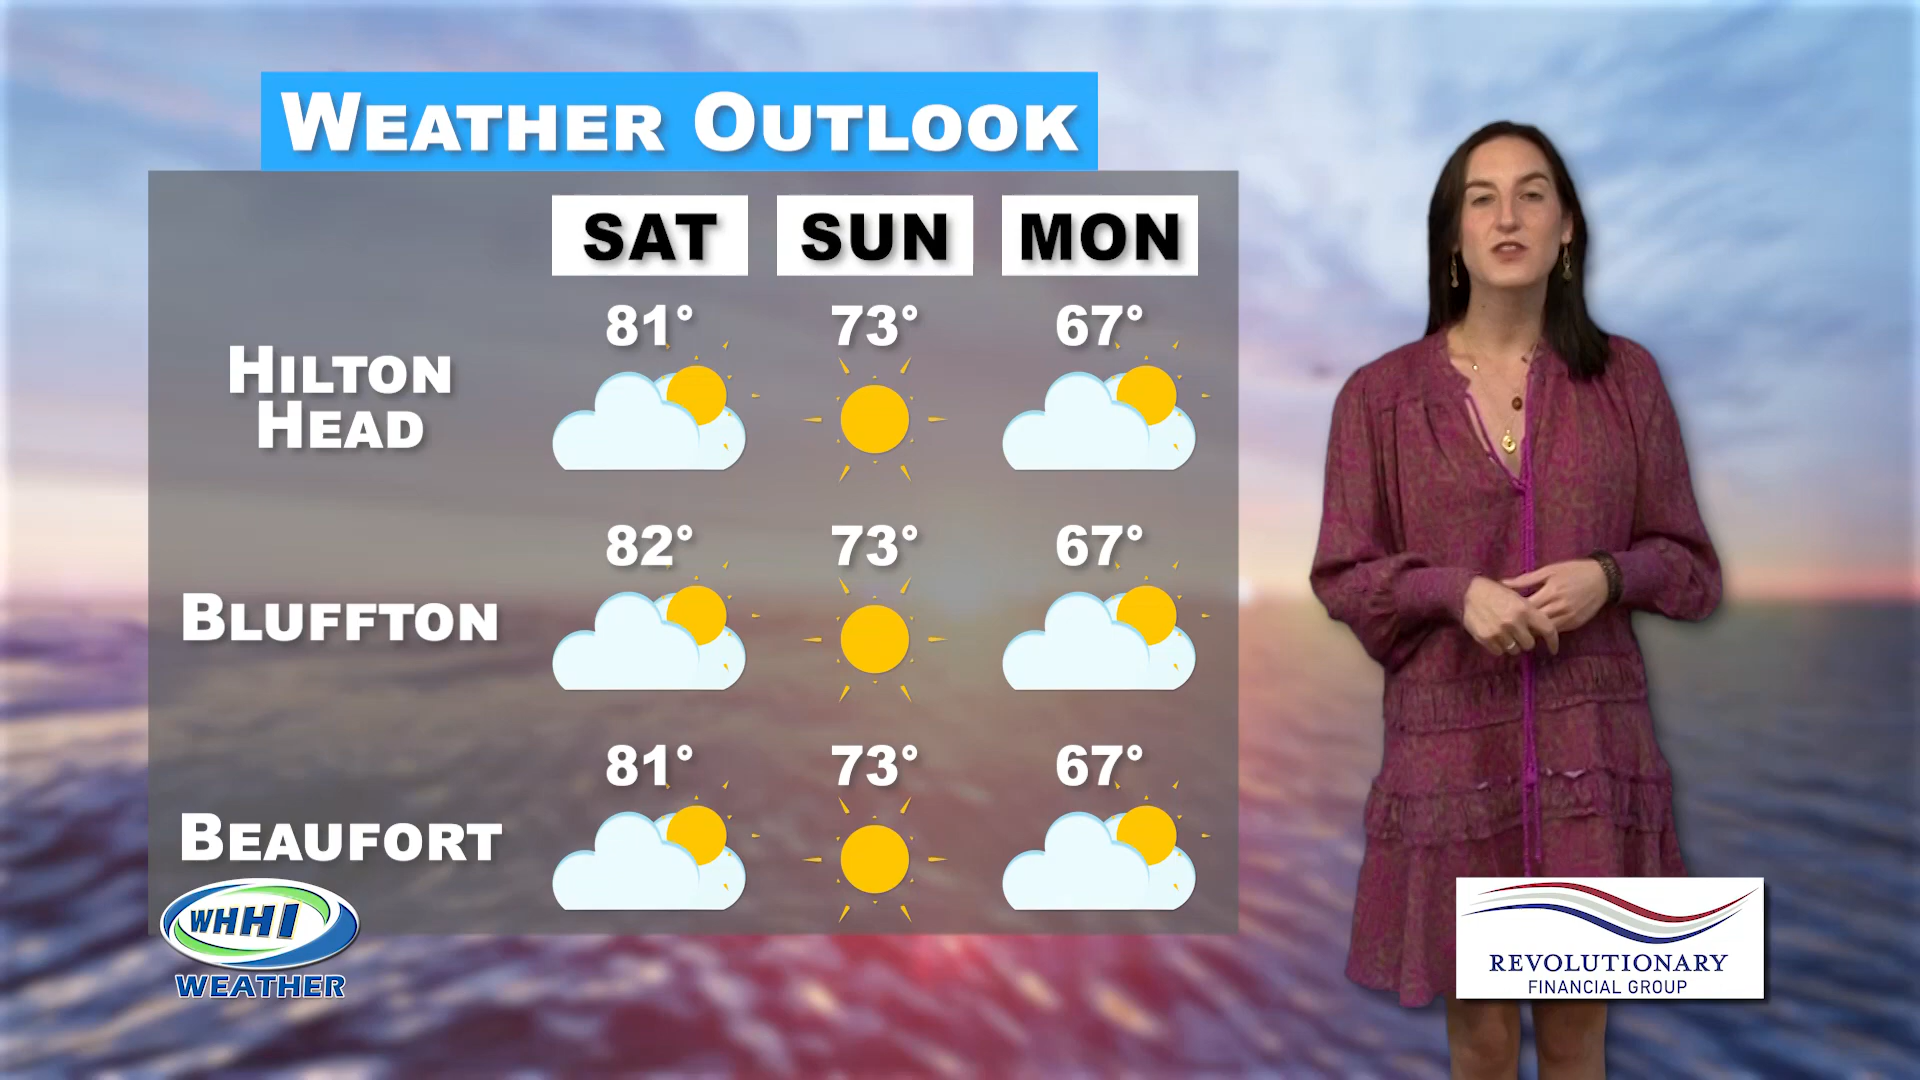 WEATHER OUTLOOK
SAT SUN MON
81° 73° 67°
HILTON
HEAD
82° 73° 67°
BLUFFTON
81° 73° 67°
BEAUFORT
WHHI
WEATHER
REVOLUTIONARY
FINANCIAL GROUP